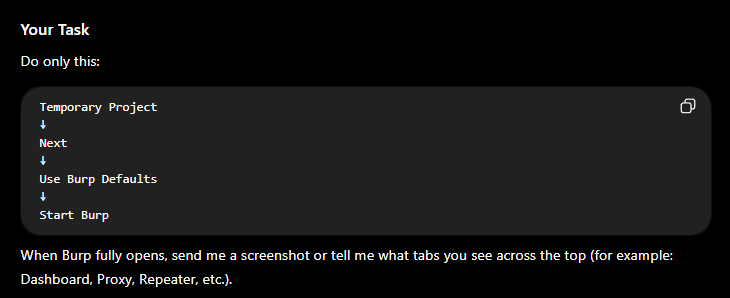 Your Task
Do only this:
Temporary Project
↓
Next
↓
Use Burp Defaults
↓
Start Burp
When Burp fully opens, send me a screenshot or tell me what tabs you see across the top (for example:
Dashboard, Proxy, Repeater, etc.).